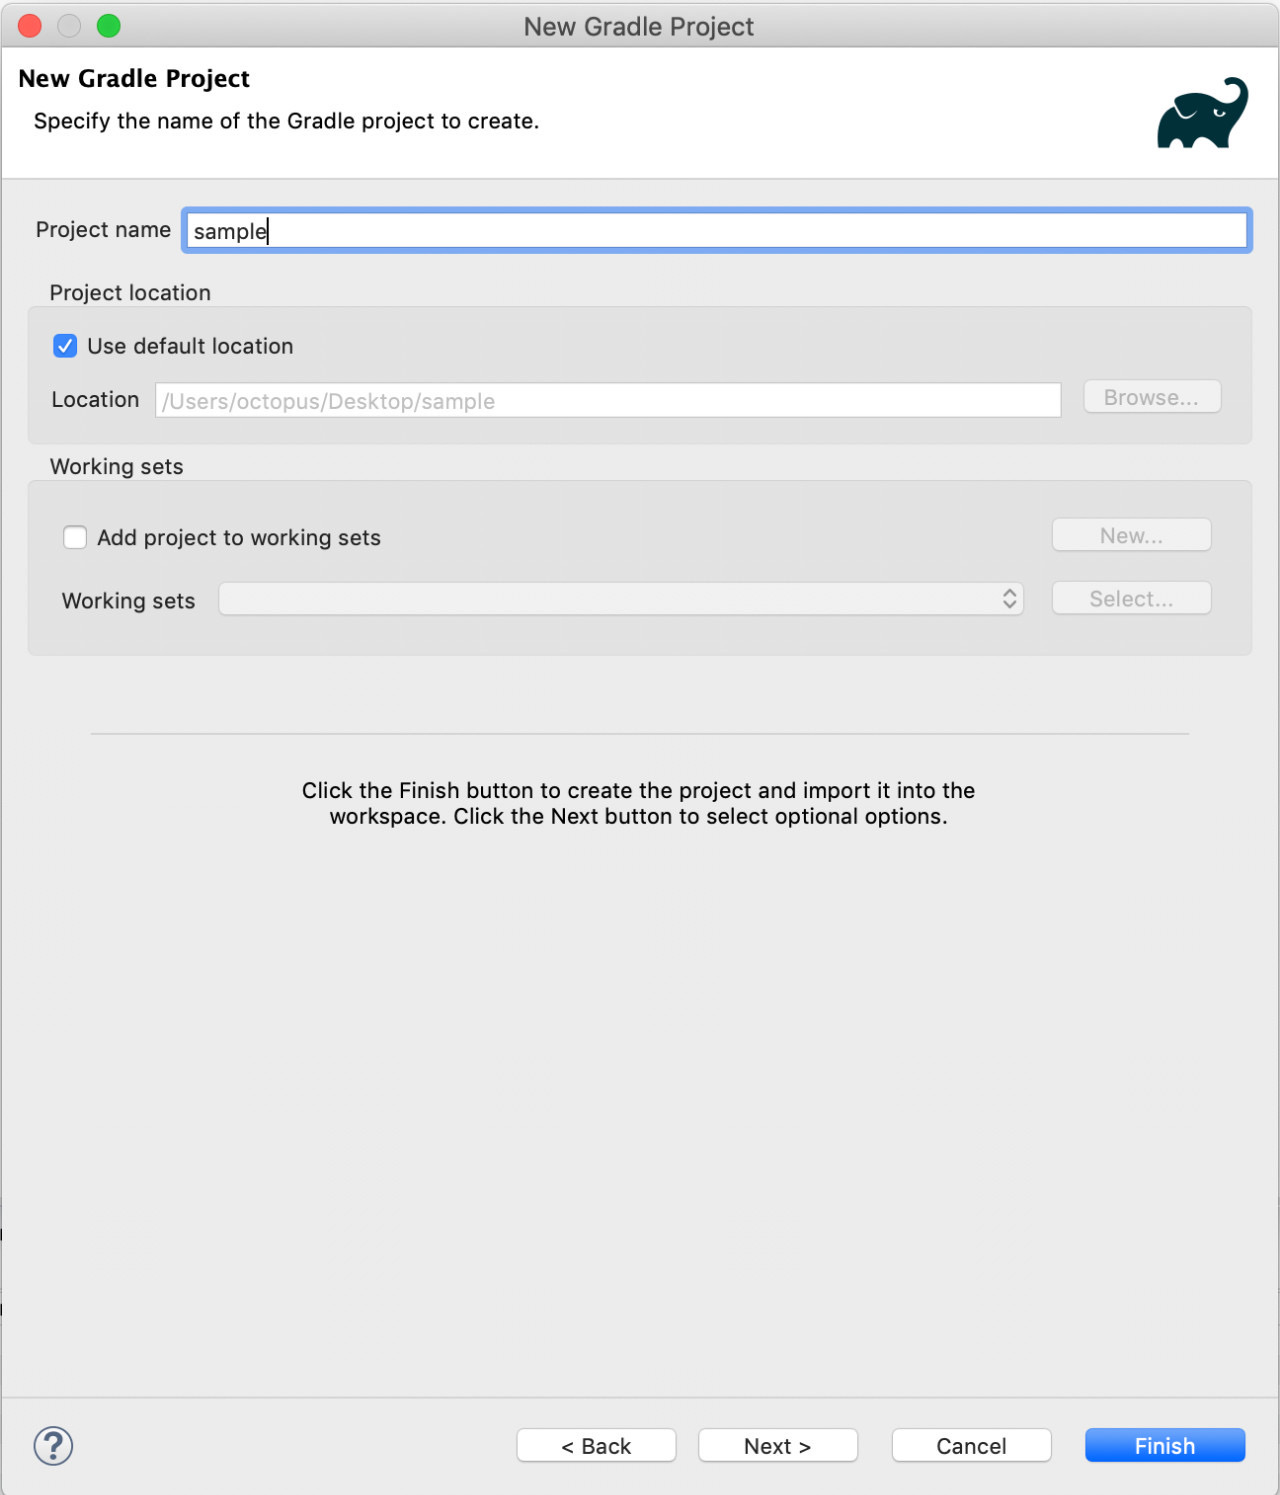 New Gradle Project
New Gradle Project
Specify the name of the Gradle project to create.
Project name sample
Project location
Use default location
Location /Users/octopus/Desktop/sample Browse...
Working sets
Add project to working sets New...
Working sets Select...
Click the Finish button to create the project and import it into the
workspace. Click the Next button to select optional options.
? < Back Next > Cancel Finish